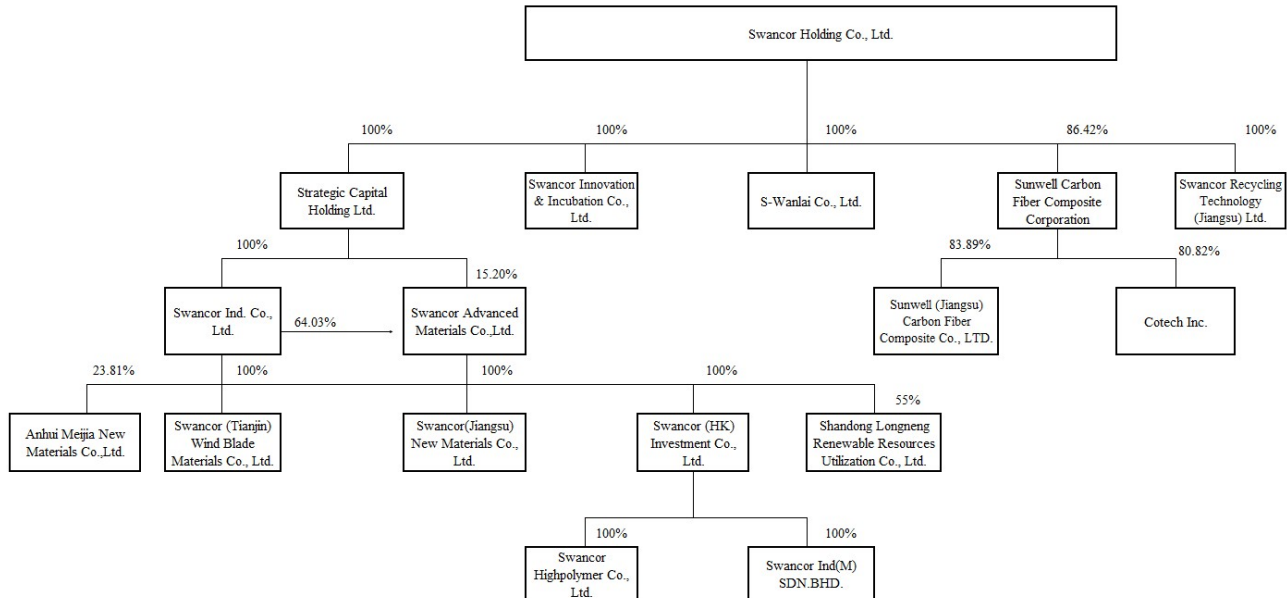 Swancor Holding Co., Ltd.
100%
100%
100%
86.42%
100%
Strategic Capital
Holding Ltd.
Swancor Innovation
& Incubation Co.,
Ltd.
S-Wanlai Co., Ltd.
Sunwell Carbon
Fiber Composite
Corporation
Swancor Recycling
Technology
(Jiangsu) Ltd.
100%
15.20%
83.89%
80.82%
Swancor Ind. Co.,
Ltd.
64.03%
Swancor Advanced
Materials Co.,Ltd.
Sunwell (Jiangsu)
Carbon Fiber
Composite Co., LTD.
Cotech Inc.
23.81%
100%
100%
100%
55%
Anhui Meijia New
Materials Co.,Ltd.
Swancor (Tianjin)
Wind Blade
Materials Co., Ltd.
Swancor(Jiangsu)
New Materials Co.,
Ltd.
Swancor (HK)
Investment Co.,
Ltd.
Shandong Longneng
Renewable Resources
Utilization Co., Ltd.
100%
100%
Swancor
Highpolymer Co.,
Ltd.
Swancor Ind(M)
SDN.BHD.